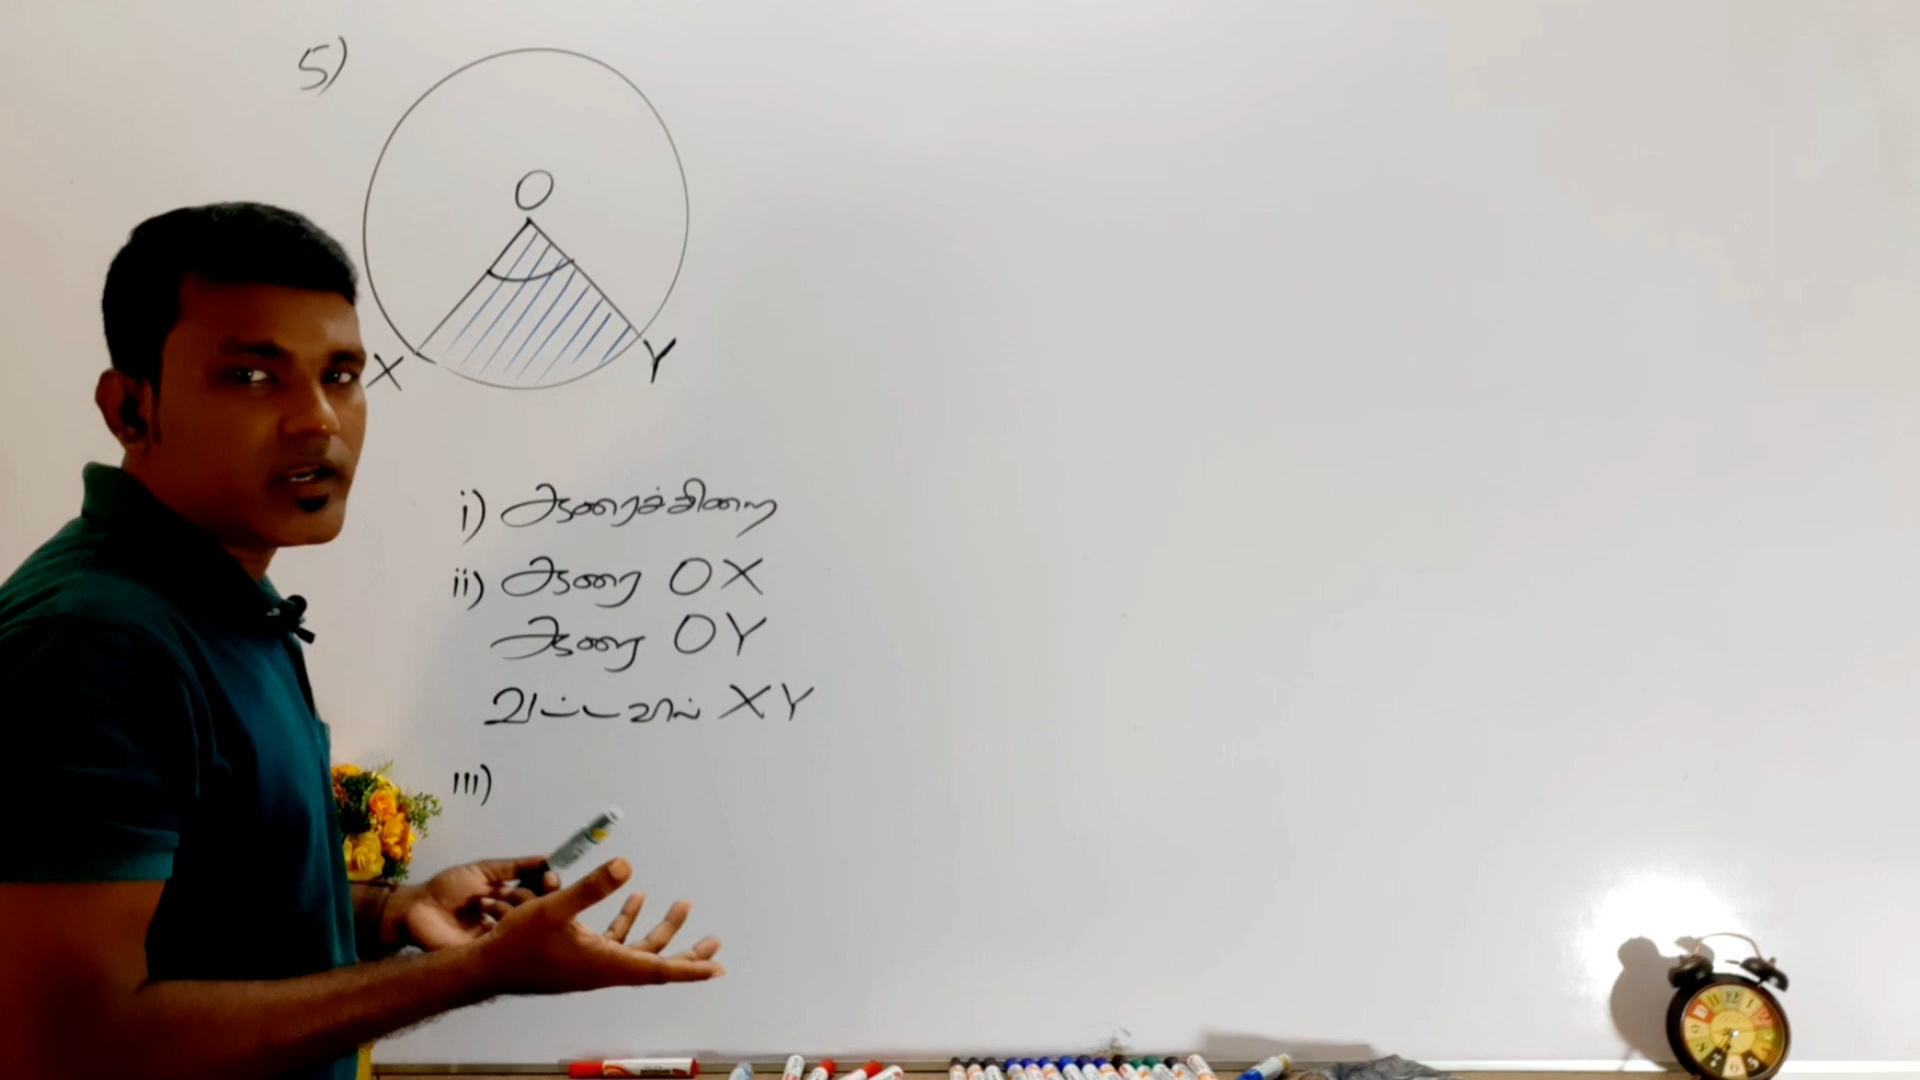 5)
O
X
Y
i) ஆரைச்சிறை
ii) ஆரை OX
ஆரை OY
வட்டவில் XY
iii)